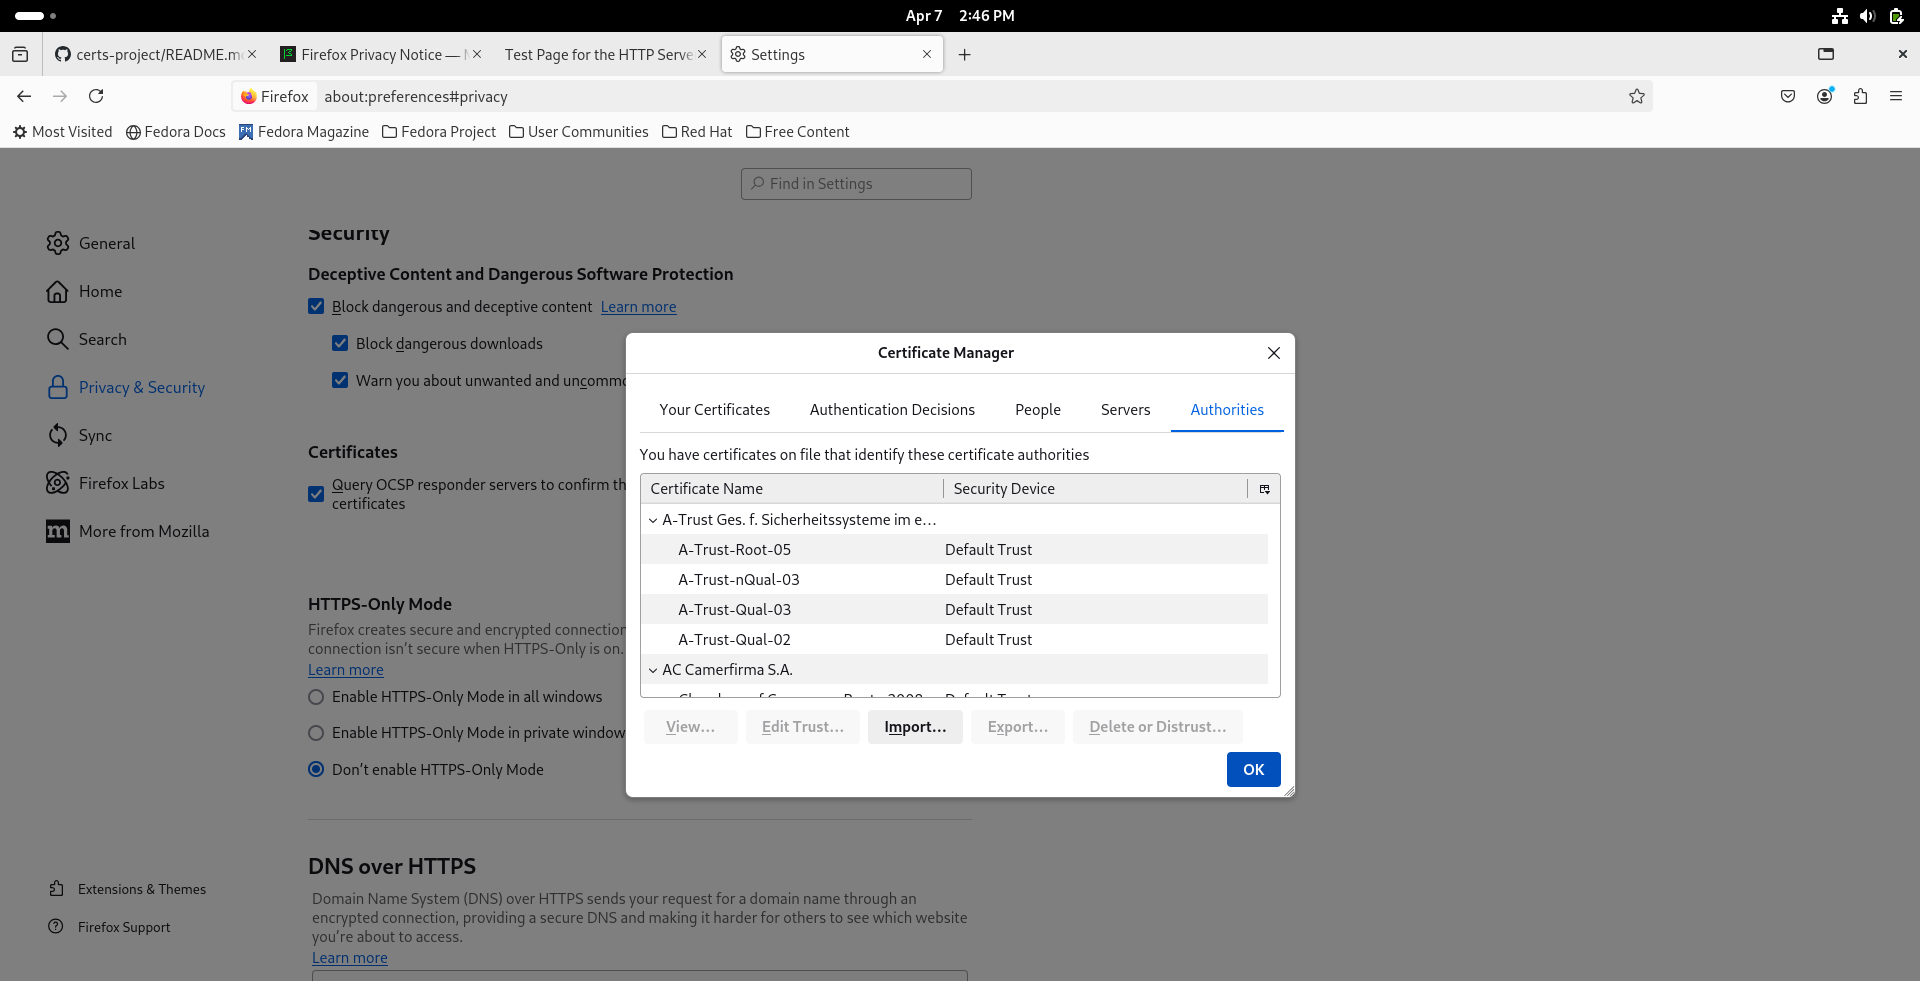 Apr 7 2:46 PM
certs-project/README.m
Firefox Privacy Notice —
Test Page for the HTTP Serve
Settings
Firefox
about:preferences#privacy
Most Visited
Fedora Docs
Fedora Magazine
Fedora Project
User Communities
Red Hat
Free Content
Find in Settings
General
Home
Search
Privacy & Security
Sync
Firefox Labs
More from Mozilla
Extensions & Themes
Firefox Support
Security
Deceptive Content and Dangerous Software Protection
Block dangerous and deceptive content Learn more
Block dangerous downloads
Warn you about unwanted and uncommo
Certificates
Query OCSP responder servers to confirm th
certificates
HTTPS-Only Mode
Firefox creates secure and encrypted connection
connection isn’t secure when HTTPS-Only is on.
Learn more
Enable HTTPS-Only Mode in all windows
Enable HTTPS-Only Mode in private window
Don’t enable HTTPS-Only Mode
DNS over HTTPS
Domain Name System (DNS) over HTTPS sends your request for a domain name through an
encrypted connection, providing a secure DNS and making it harder for others to see which website
you’re about to access.
Learn more
Certificate Manager
Your Certificates
Authentication Decisions
People
Servers
Authorities
You have certificates on file that identify these certificate authorities
Certificate Name Security Device
A-Trust Ges. f. Sicherheitssysteme im e…
A-Trust-Root-05 Default Trust
A-Trust-nQual-03 Default Trust
A-Trust-Qual-03 Default Trust
A-Trust-Qual-02 Default Trust
AC Camerfirma S.A.
View…
Edit Trust…
Import…
Export…
Delete or Distrust…
OK